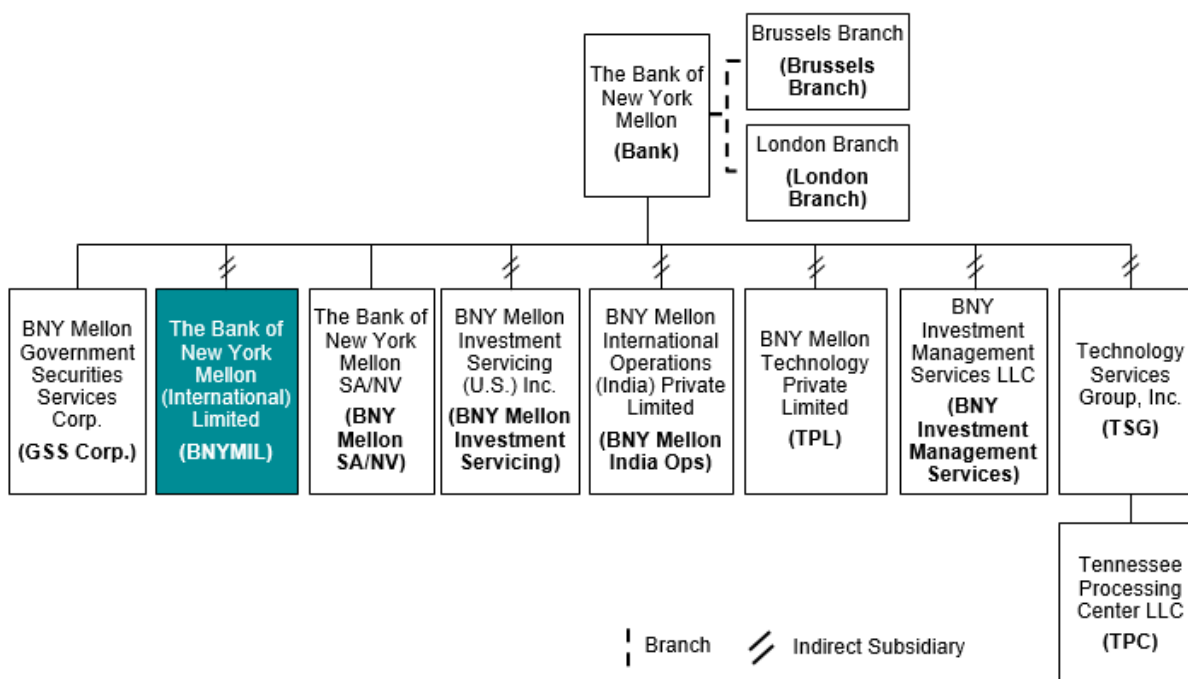 The Bank of
New York
Mellon
(Bank)
Brussels Branch
(Brussels
Branch)
London Branch
(London
Branch)
BNY Mellon
Government
Securities
Services
Corp.
(GSS Corp.)
The Bank of
New York
Mellon
(International)
Limited
(BNYMIL)
The Bank of
New York
Mellon
SA/NV
(BNY
Mellon
SA/NV)
BNY Mellon
Investment
Servicing
(U.S.) Inc.
(BNY Mellon
Investment
Servicing)
BNY Mellon
International
Operations
(India) Private
Limited
(BNY Mellon
India Ops)
BNY Mellon
Technology
Private
Limited
(TPL)
BNY
Investment
Management
Services LLC
(BNY
Investment
Management
Services)
Technology
Services
Group, Inc.
(TSG)
Tennessee
Processing
Center LLC
(TPC)
Branch
Indirect Subsidiary